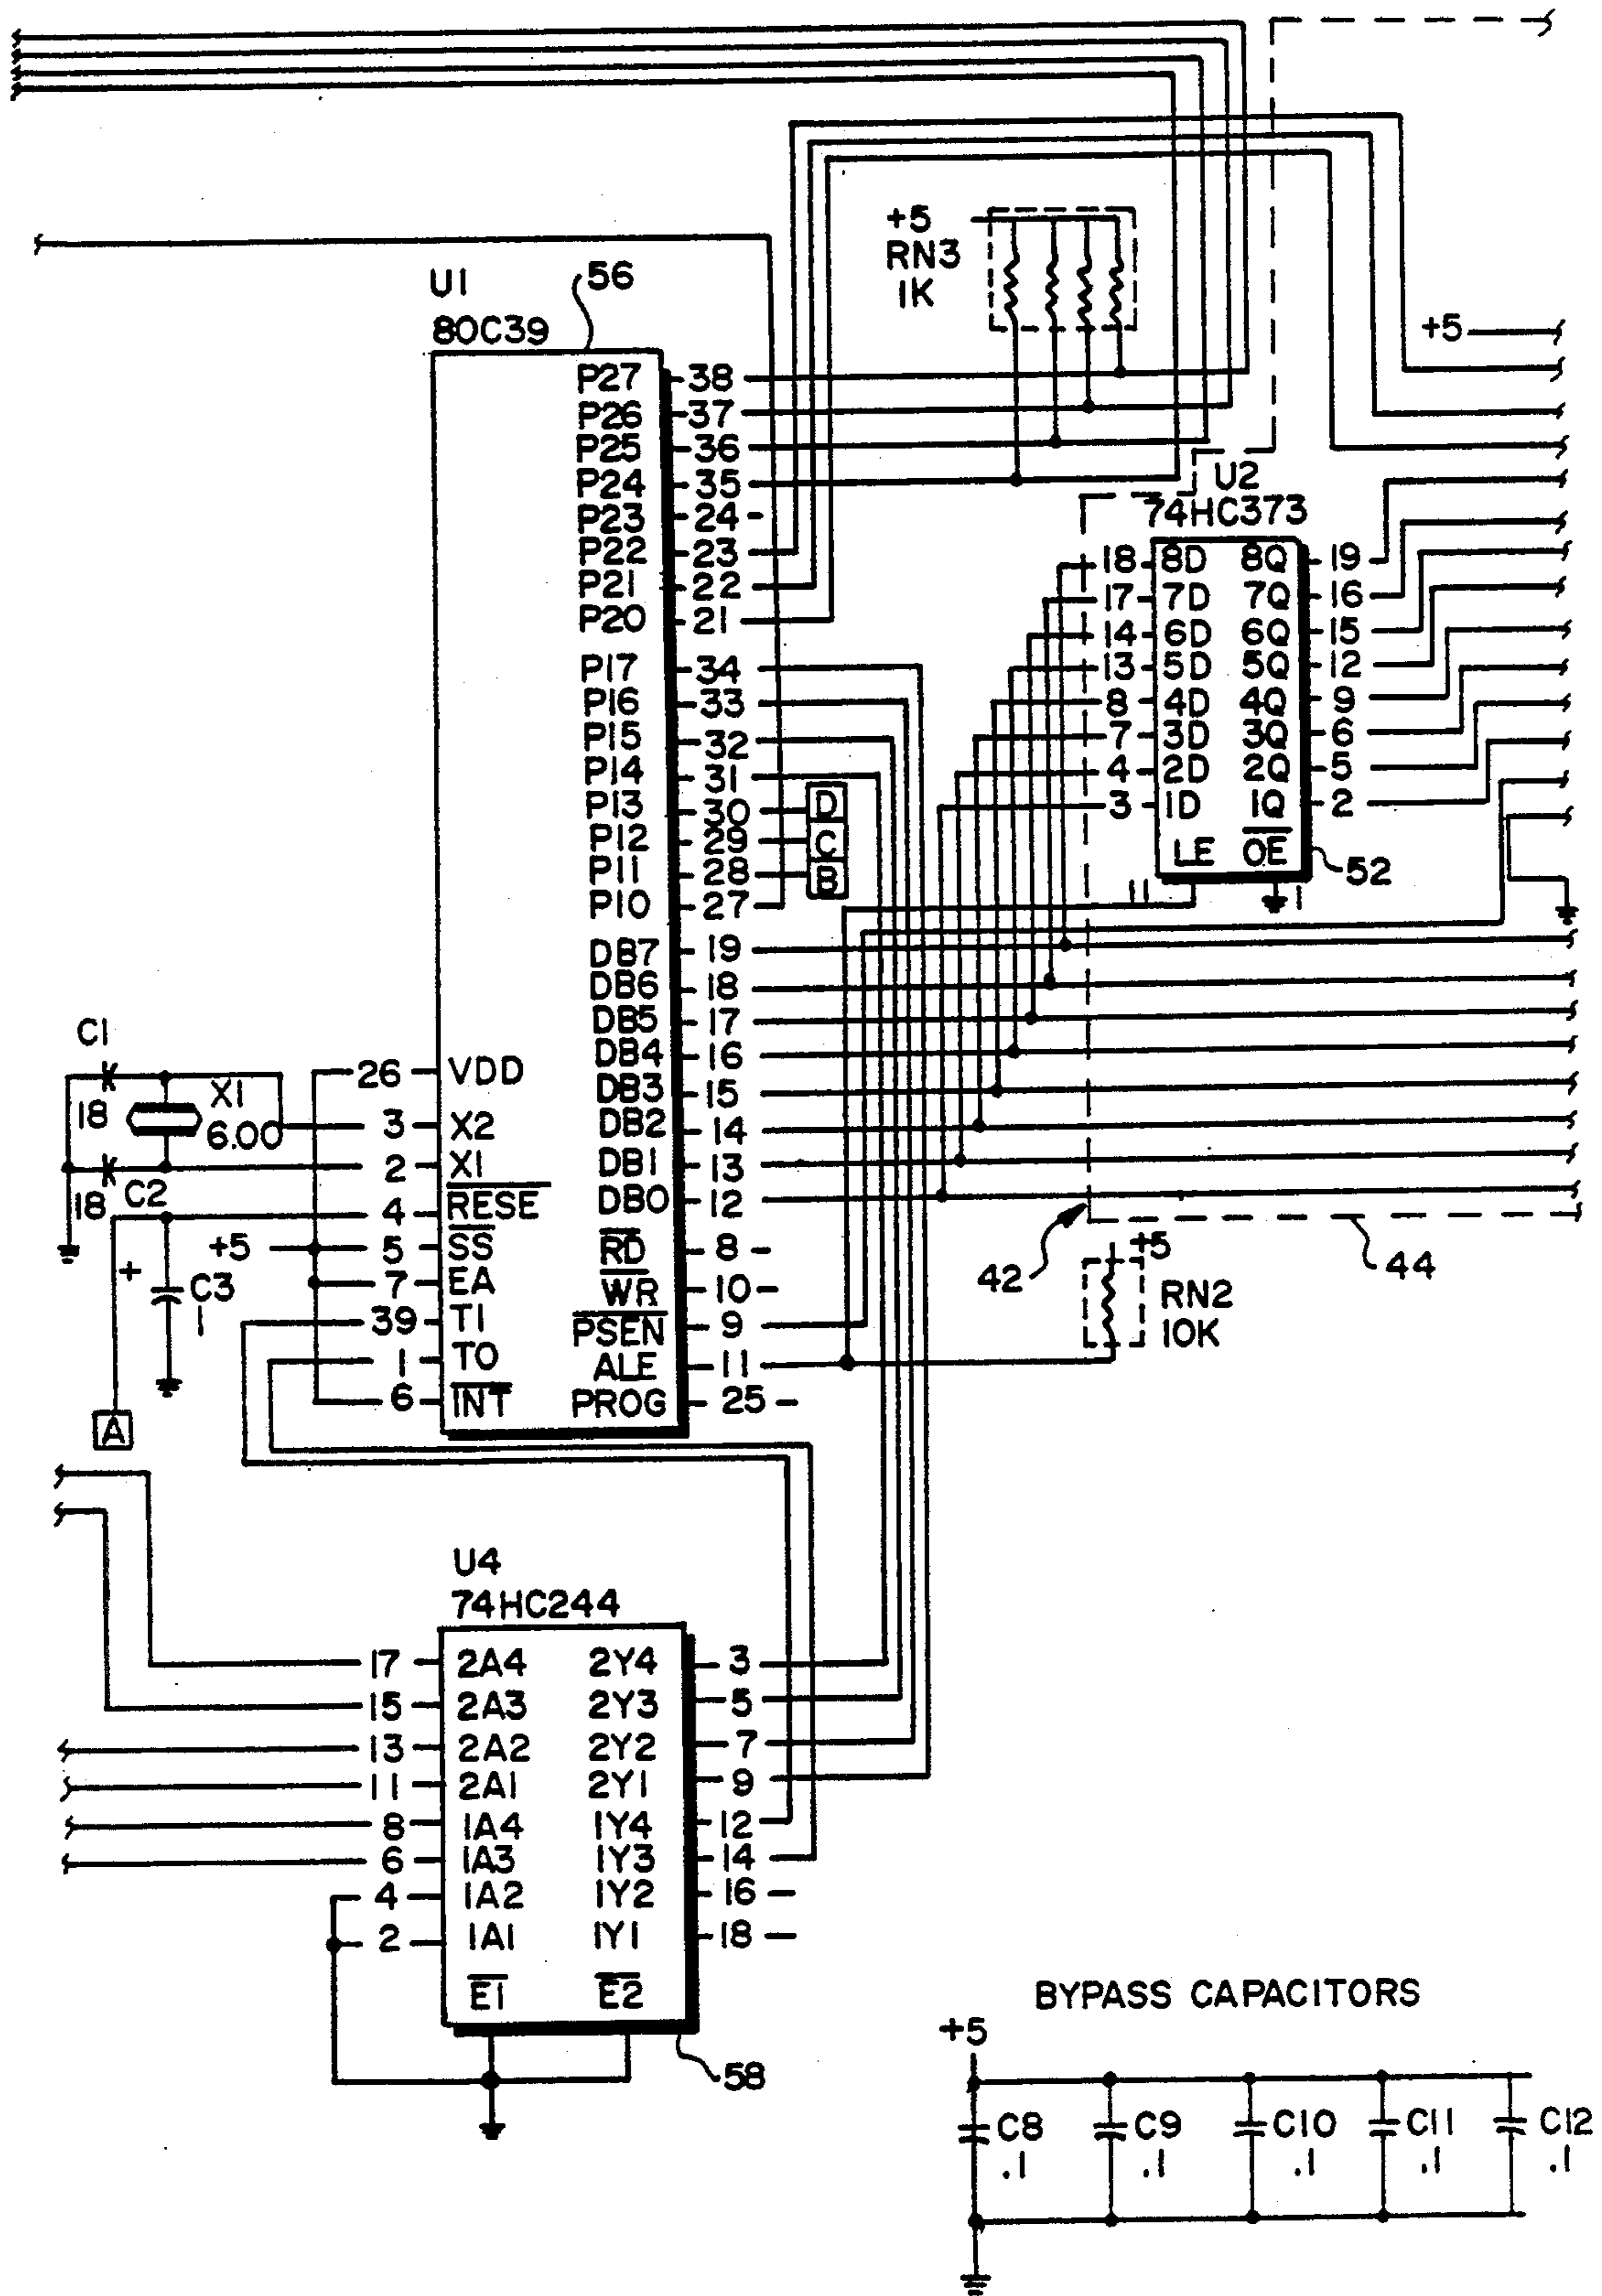 +5
RN3
1K
+5
U1
56
80C39
P27 38
P26 37
P25 36
P24 35
P23 24
P22 23
P21 22
P20 21
P17 34
P16 33
P15 32
P14 31
P13 30 D
P12 29 C
P11 28 B
P10 27
DB7 19
DB6 18
DB5 17
DB4 16
DB3 15
DB2 14
DB1 13
DB0 12
RD 8
WR 10
PSEN 9
ALE 11
PROG 25
26 VDD
3 X2
2 X1
4 RESE
+5 5 SS
7 EA
39 T1
1 T0
6 INT
C1
18
X1
6.00
C2
18
+
C3
1
A
U2
74HC373
18 8D 8Q 19
17 7D 7Q 16
14 6D 6Q 15
13 5D 5Q 12
8 4D 4Q 9
7 3D 3Q 6
4 2D 2Q 5
3 1D 1Q 2
LE OE
11 1
52
42
44
+5
RN2
10K
U4
74HC244
17 2A4 2Y4 3
15 2A3 2Y3 5
13 2A2 2Y2 7
11 2A1 2Y1 9
8 1A4 1Y4 12
6 1A3 1Y3 14
4 1A2 1Y2 16
2 1A1 1Y1 18
E1 E2
58
BYPASS CAPACITORS
+5
C8 C9 C10 C11 C12
.1 .1 .1 .1 .1